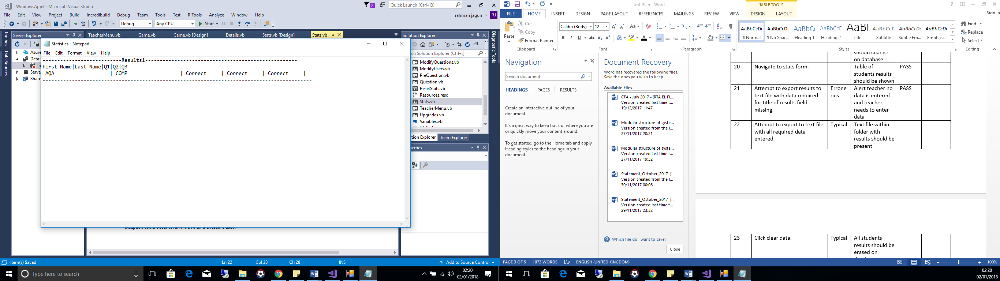 WindowsApp3 - Microsoft Visual Studio
2
Quick Launch (Ctrl+Q)
File Edit View Project Build Incredibuild Debug Team Tools Test R Tools Analyze Window Help
rahman jagun RJ
Debug Any CPU Start
Toolbox
Data Sources
Server Explorer
Azure
Data
In
Serve
Share
TeacherMenu.vb Game.vb Game.vb [Design] Details.vb Stats.vb [Design] Stats.vb
Statistics - Notepad
File Edit Format View Help
---------------------------Results1----------------------------------------------------
First Name|Last Name|Q1|Q2|Q3
AQA | COMP | Correct | Correct | Correct |
--------------------------------------------------------------------------------------------
Exception could occur at run time when the result is used.
Solution Explorer
ch Solution Explorer (Ctrl+;)
ModifyQuestions.vb
ModifyUsers.vb
PreQuestion.vb
Question.vb
ResetStats.vb
Resources.resx
Stats.vb
TeacherMenu.vb
Upgrades.vb
VB Variables.vb
ution Explorer Team Explorer
perties
Diagnostic Tools
Item(s) Saved Ln 22 Col 28 Ch 28 INS Add to Source Control
Type here to search
02:20
02/01/2018
Test Plan - Word
TABLE TOOLS
FILE HOME INSERT DESIGN PAGE LAYOUT REFERENCES MAILINGS REVIEW VIEW DESIGN LAYOUT
Sign in
Paste
Cut
Copy
Format Painter
Clipboard
Calibri (Body) 12
Font
Paragraph
AaBbCcDc AaBbCcDc AaBbCc AaBbCcD AaBl AaBbCcD AaBbCcDc AaBbCcDc
¶ Normal ¶ No Spac... Heading 1 Heading 2 Title Subtitle Subtle Em... Emphasis
Styles
Find
Replace
Select
Editing
Navigation
Search document
HEADINGS PAGES RESULTS
Create an interactive outline of your
document.
It's a great way to keep track of where you are
or quickly move your content around.
To get started, go to the Home tab and apply
Heading styles to the headings in your
document.
Document Recovery
Word has recovered the following files.
Save the ones you wish to keep.
Available Files
CFA - July 2017 - (RTA EL PL...
Version created last time t...
19/12/2017 11:47
Modular structure of syste...
Version created from the l...
27/11/2017 20:21
Modular structure of syste...
Version created last time t...
27/11/2017 19:32
Statement_October_2017 [...
Version created from the l...
30/11/2017 00:06
Statement_October_2017 [...
Version created last time t...
29/11/2017 23:32
Which file do I want to save?
Close
should change
on database
20 Navigate to stats form. Table of PASS
students results
should be shown
21 Attempt to export results to Errone Alert teacher no PASS
text file with data required ous data is entered
for title of results field and teacher
missing. needs to enter
data
22 Attempt to export to text file Typical Text file within
with all required data folder with
entered. results should be
present
23 Click clear data. Typical All students
results should be
erased on
PAGE 3 OF 5 1073 WORDS ENGLISH (UNITED KINGDOM) 100%
Type here to search
02:20
02/01/2018